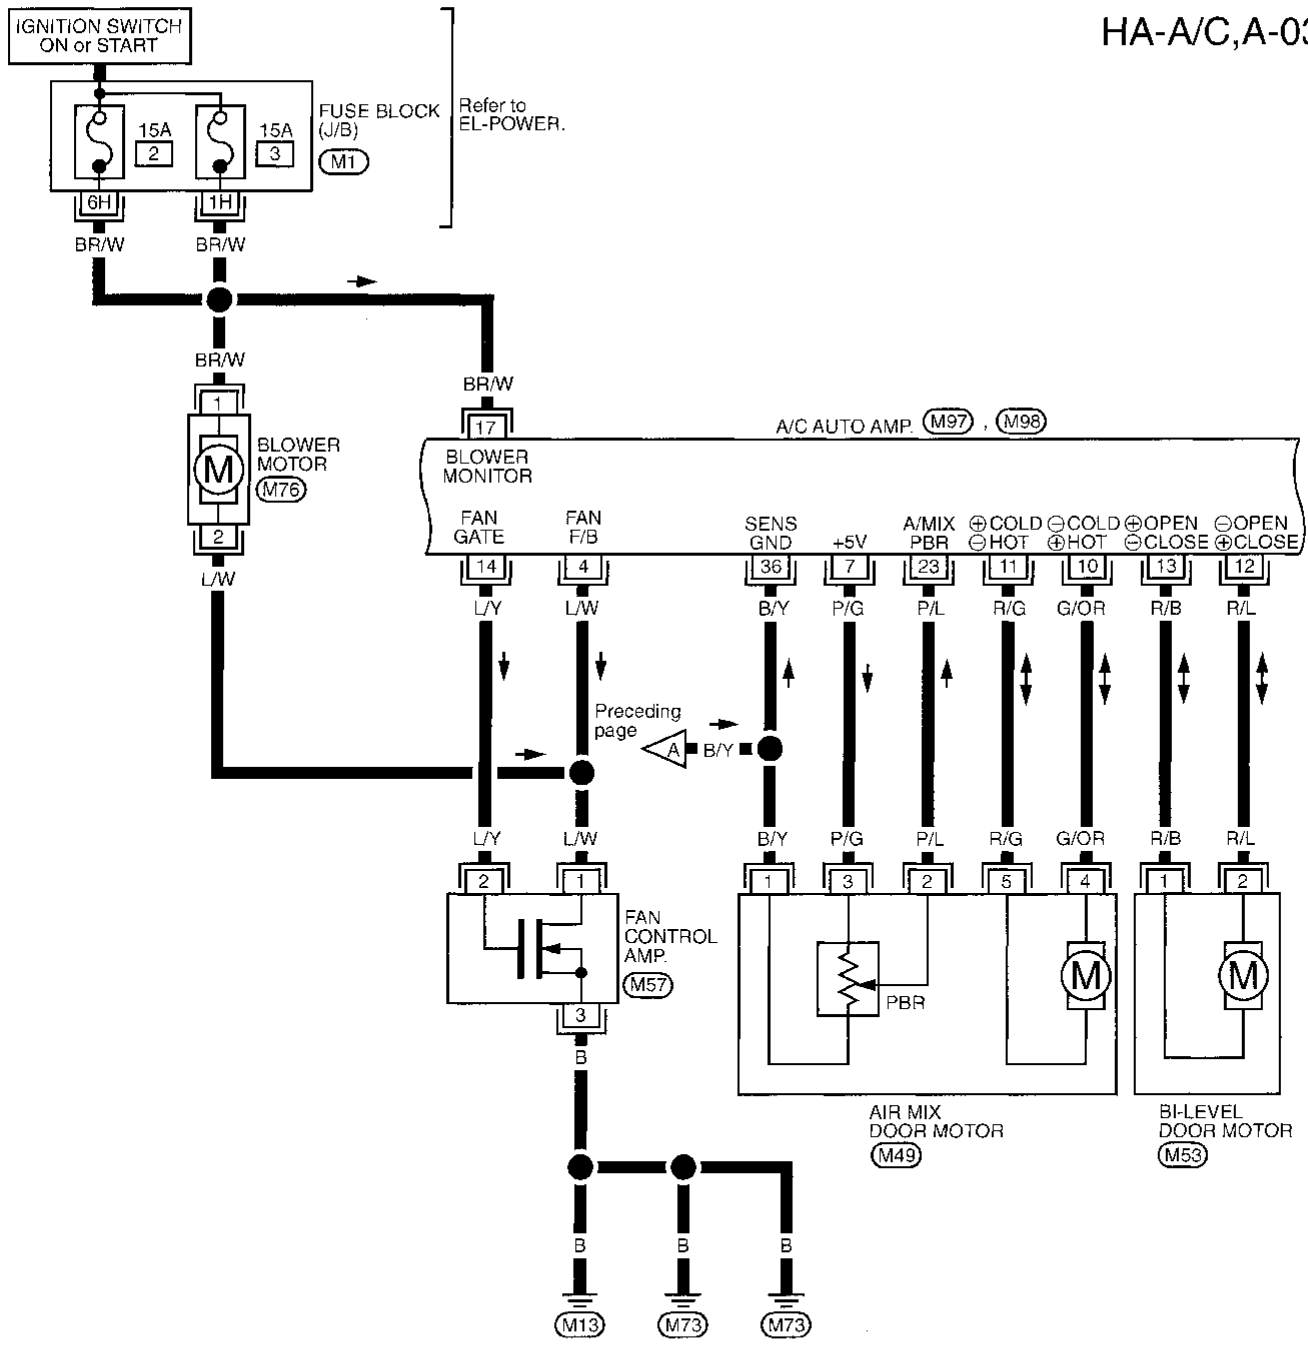 HA-A/C,A-03
IGNITION SWITCH
ON or START
FUSE BLOCK
(J/B)
M1
Refer to
EL-POWER.
15A
2
15A
3
6H
1H
BR/W
BR/W
BR/W
BR/W
1
M
BLOWER
MOTOR
M76
2
L/W
17
A/C AUTO AMP. M97 , M98
BLOWER
MONITOR
FAN
GATE
FAN
F/B
SENS
GND
+5V
A/MIX
PBR
⊕COLD
⊖HOT
⊖COLD
⊕HOT
⊕OPEN
⊖CLOSE
⊖OPEN
⊕CLOSE
14 4 36 7 23 11 10 13 12
L/Y L/W B/Y P/G P/L R/G G/OR R/B R/L
Preceding
page
A B/Y
L/Y L/W B/Y P/G P/L R/G G/OR R/B R/L
2 1 1 3 2 5 4 1 2
FAN
CONTROL
AMP.
M57
PBR
M
M
3
B
AIR MIX
DOOR MOTOR
M49
BI-LEVEL
DOOR MOTOR
M53
B B B
M13 M73 M73